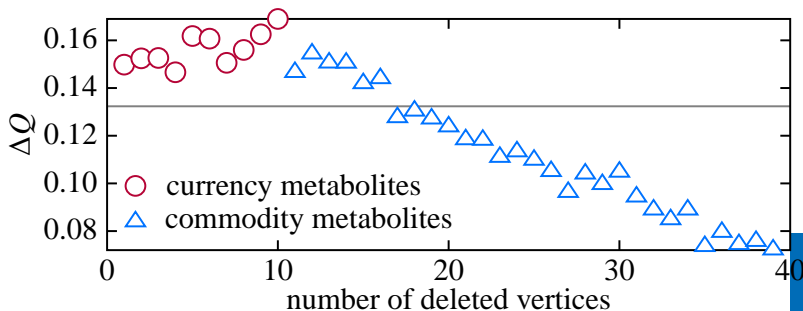 0.16
0.14
0.12
0.10
0.08
ΔQ
currency metabolites
commodity metabolites
0 10 20 30 40
number of deleted vertices